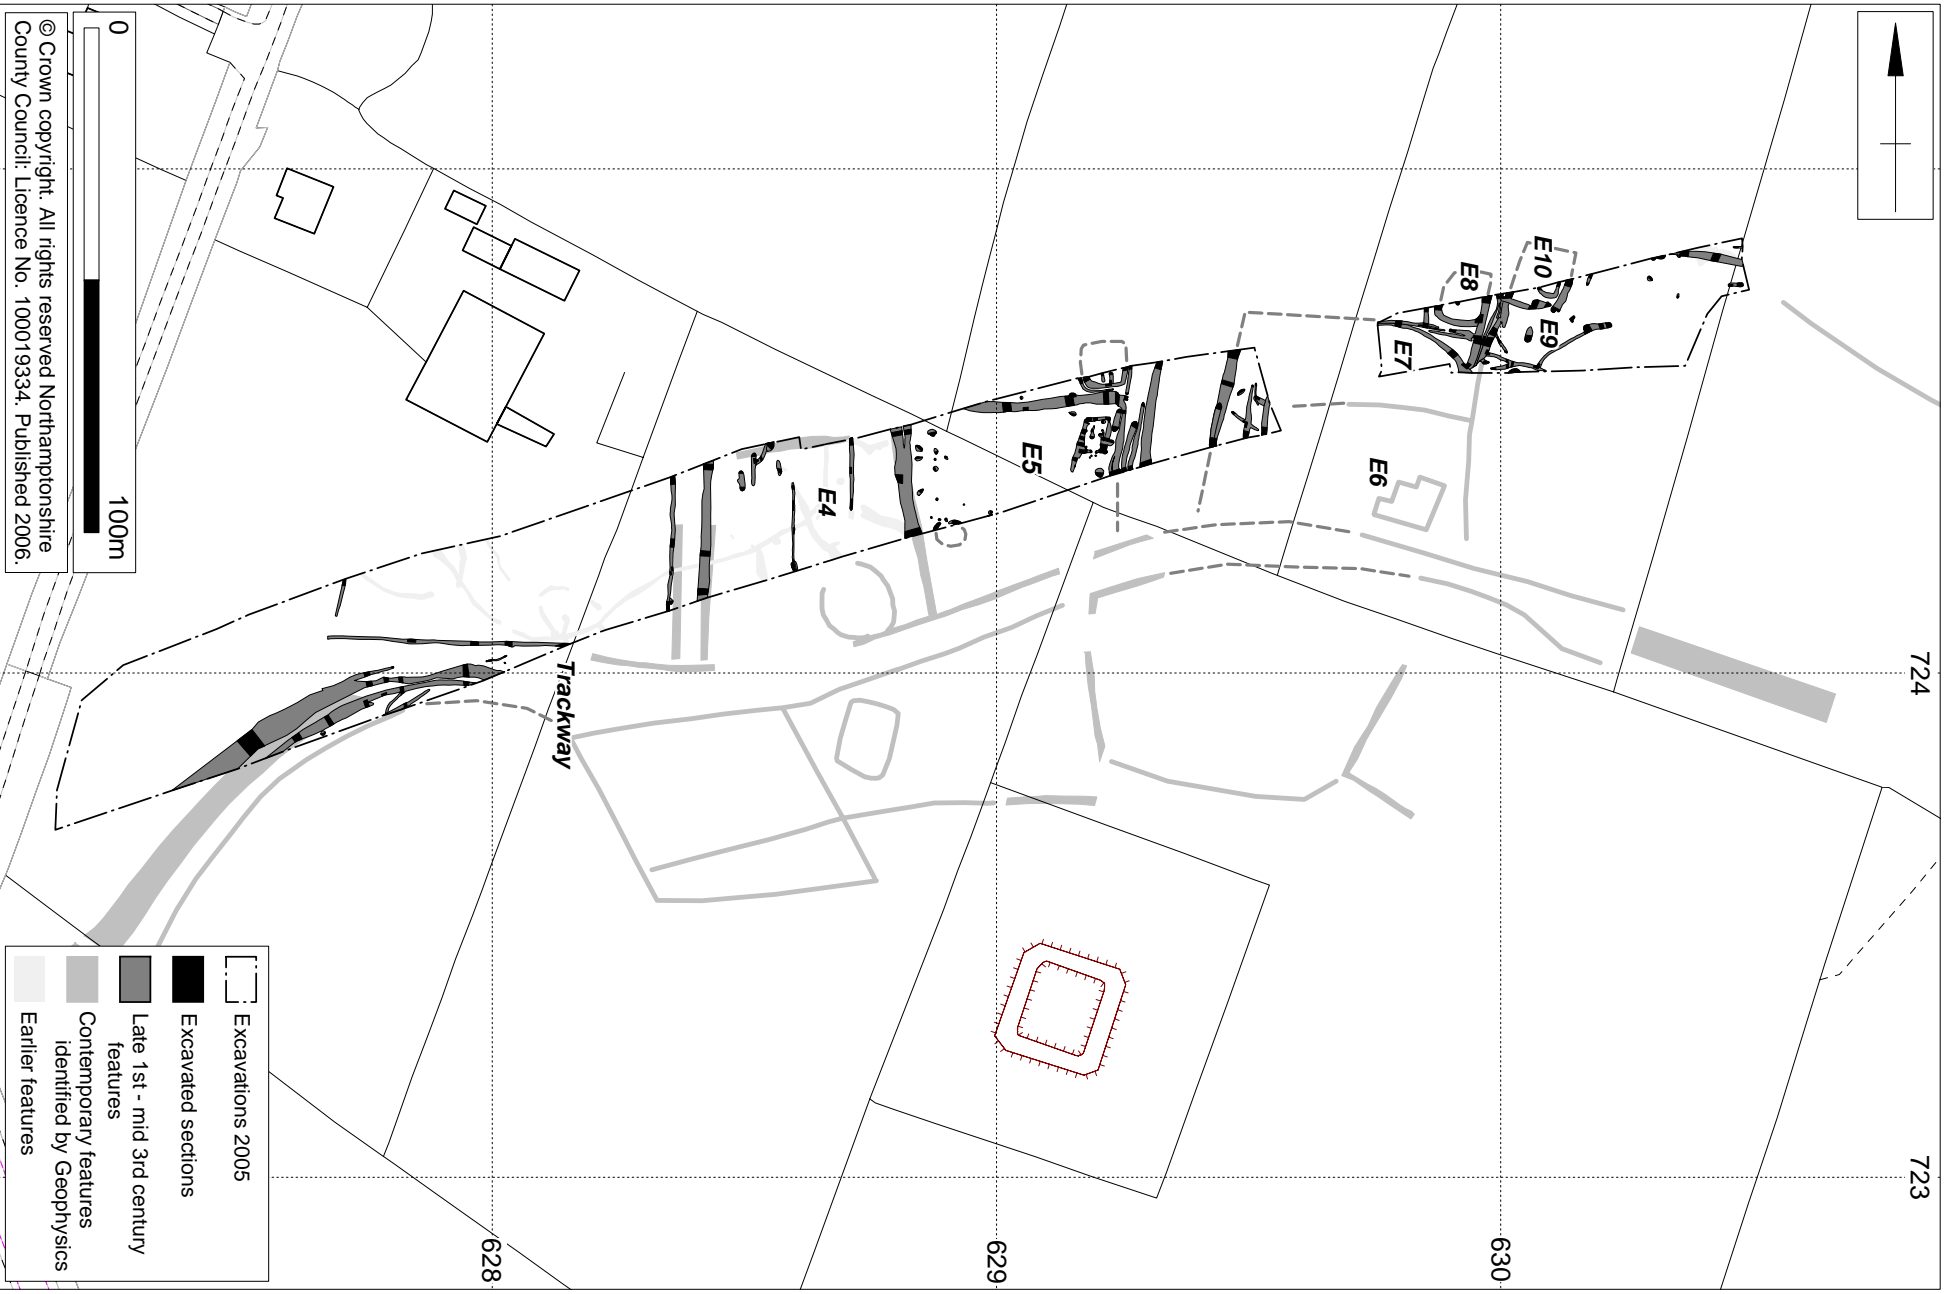 724
723
628
629
630
E10
E8
E9
E7
E6
E5
E4
Trackway
0
100m
© Crown copyright. All rights reserved Northamptonshire
County Council: Licence No. 100019334. Published 2006.
Excavations 2005
Excavated sections
Late 1st - mid 3rd century
features
Contemporary features
identified by Geophysics
Earlier features